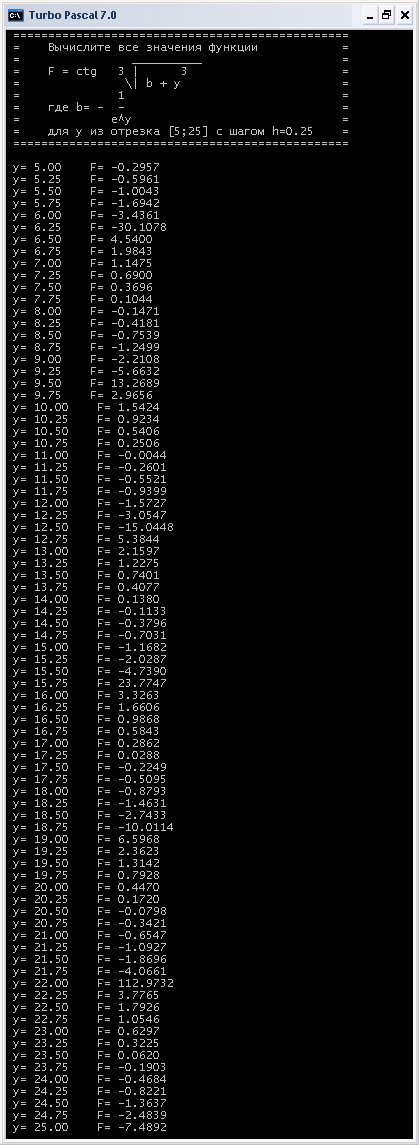 Turbo Pascal 7.0
================================================
=    Вычислите все значения функции            =
=                __________                    =
=    F = ctg   3 |      3                      =
=               \| b + y                       =
=              1                               =
=    где b= - -                                =
=             e^y                              =
=    для y из отрезка [5;25] с шагом h=0.25    =
================================================
y= 5.00    F= -0.2957
y= 5.25    F= -0.5961
y= 5.50    F= -1.0043
y= 5.75    F= -1.6942
y= 6.00    F= -3.4361
y= 6.25    F= -30.1078
y= 6.50    F= 4.5400
y= 6.75    F= 1.9843
y= 7.00    F= 1.1475
y= 7.25    F= 0.6900
y= 7.50    F= 0.3696
y= 7.75    F= 0.1044
y= 8.00    F= -0.1471
y= 8.25    F= -0.4181
y= 8.50    F= -0.7539
y= 8.75    F= -1.2499
y= 9.00    F= -2.2108
y= 9.25    F= -5.6632
y= 9.50    F= 13.2689
y= 9.75    F= 2.9656
y= 10.00    F= 1.5424
y= 10.25    F= 0.9234
y= 10.50    F= 0.5406
y= 10.75    F= 0.2506
y= 11.00    F= -0.0044
y= 11.25    F= -0.2601
y= 11.50    F= -0.5521
y= 11.75    F= -0.9399
y= 12.00    F= -1.5727
y= 12.25    F= -3.0547
y= 12.50    F= -15.0448
y= 12.75    F= 5.3844
y= 13.00    F= 2.1597
y= 13.25    F= 1.2275
y= 13.50    F= 0.7401
y= 13.75    F= 0.4077
y= 14.00    F= 0.1380
y= 14.25    F= -0.1133
y= 14.50    F= -0.3796
y= 14.75    F= -0.7031
y= 15.00    F= -1.1682
y= 15.25    F= -2.0287
y= 15.50    F= -4.7390
y= 15.75    F= 23.7747
y= 16.00    F= 3.3263
y= 16.25    F= 1.6606
y= 16.50    F= 0.9868
y= 16.75    F= 0.5843
y= 17.00    F= 0.2862
y= 17.25    F= 0.0288
y= 17.50    F= -0.2249
y= 17.75    F= -0.5095
y= 18.00    F= -0.8793
y= 18.25    F= -1.4631
y= 18.50    F= -2.7433
y= 18.75    F= -10.0114
y= 19.00    F= 6.5968
y= 19.25    F= 2.3623
y= 19.50    F= 1.3142
y= 19.75    F= 0.7928
y= 20.00    F= 0.4470
y= 20.25    F= 0.1720
y= 20.50    F= -0.0798
y= 20.75    F= -0.3421
y= 21.00    F= -0.6547
y= 21.25    F= -1.0927
y= 21.50    F= -1.8696
y= 21.75    F= -4.0661
y= 22.00    F= 112.9732
y= 22.25    F= 3.7765
y= 22.50    F= 1.7926
y= 22.75    F= 1.0546
y= 23.00    F= 0.6297
y= 23.25    F= 0.3225
y= 23.50    F= 0.0620
y= 23.75    F= -0.1903
y= 24.00    F= -0.4684
y= 24.25    F= -0.8221
y= 24.50    F= -1.3637
y= 24.75    F= -2.4839
y= 25.00    F= -7.4892